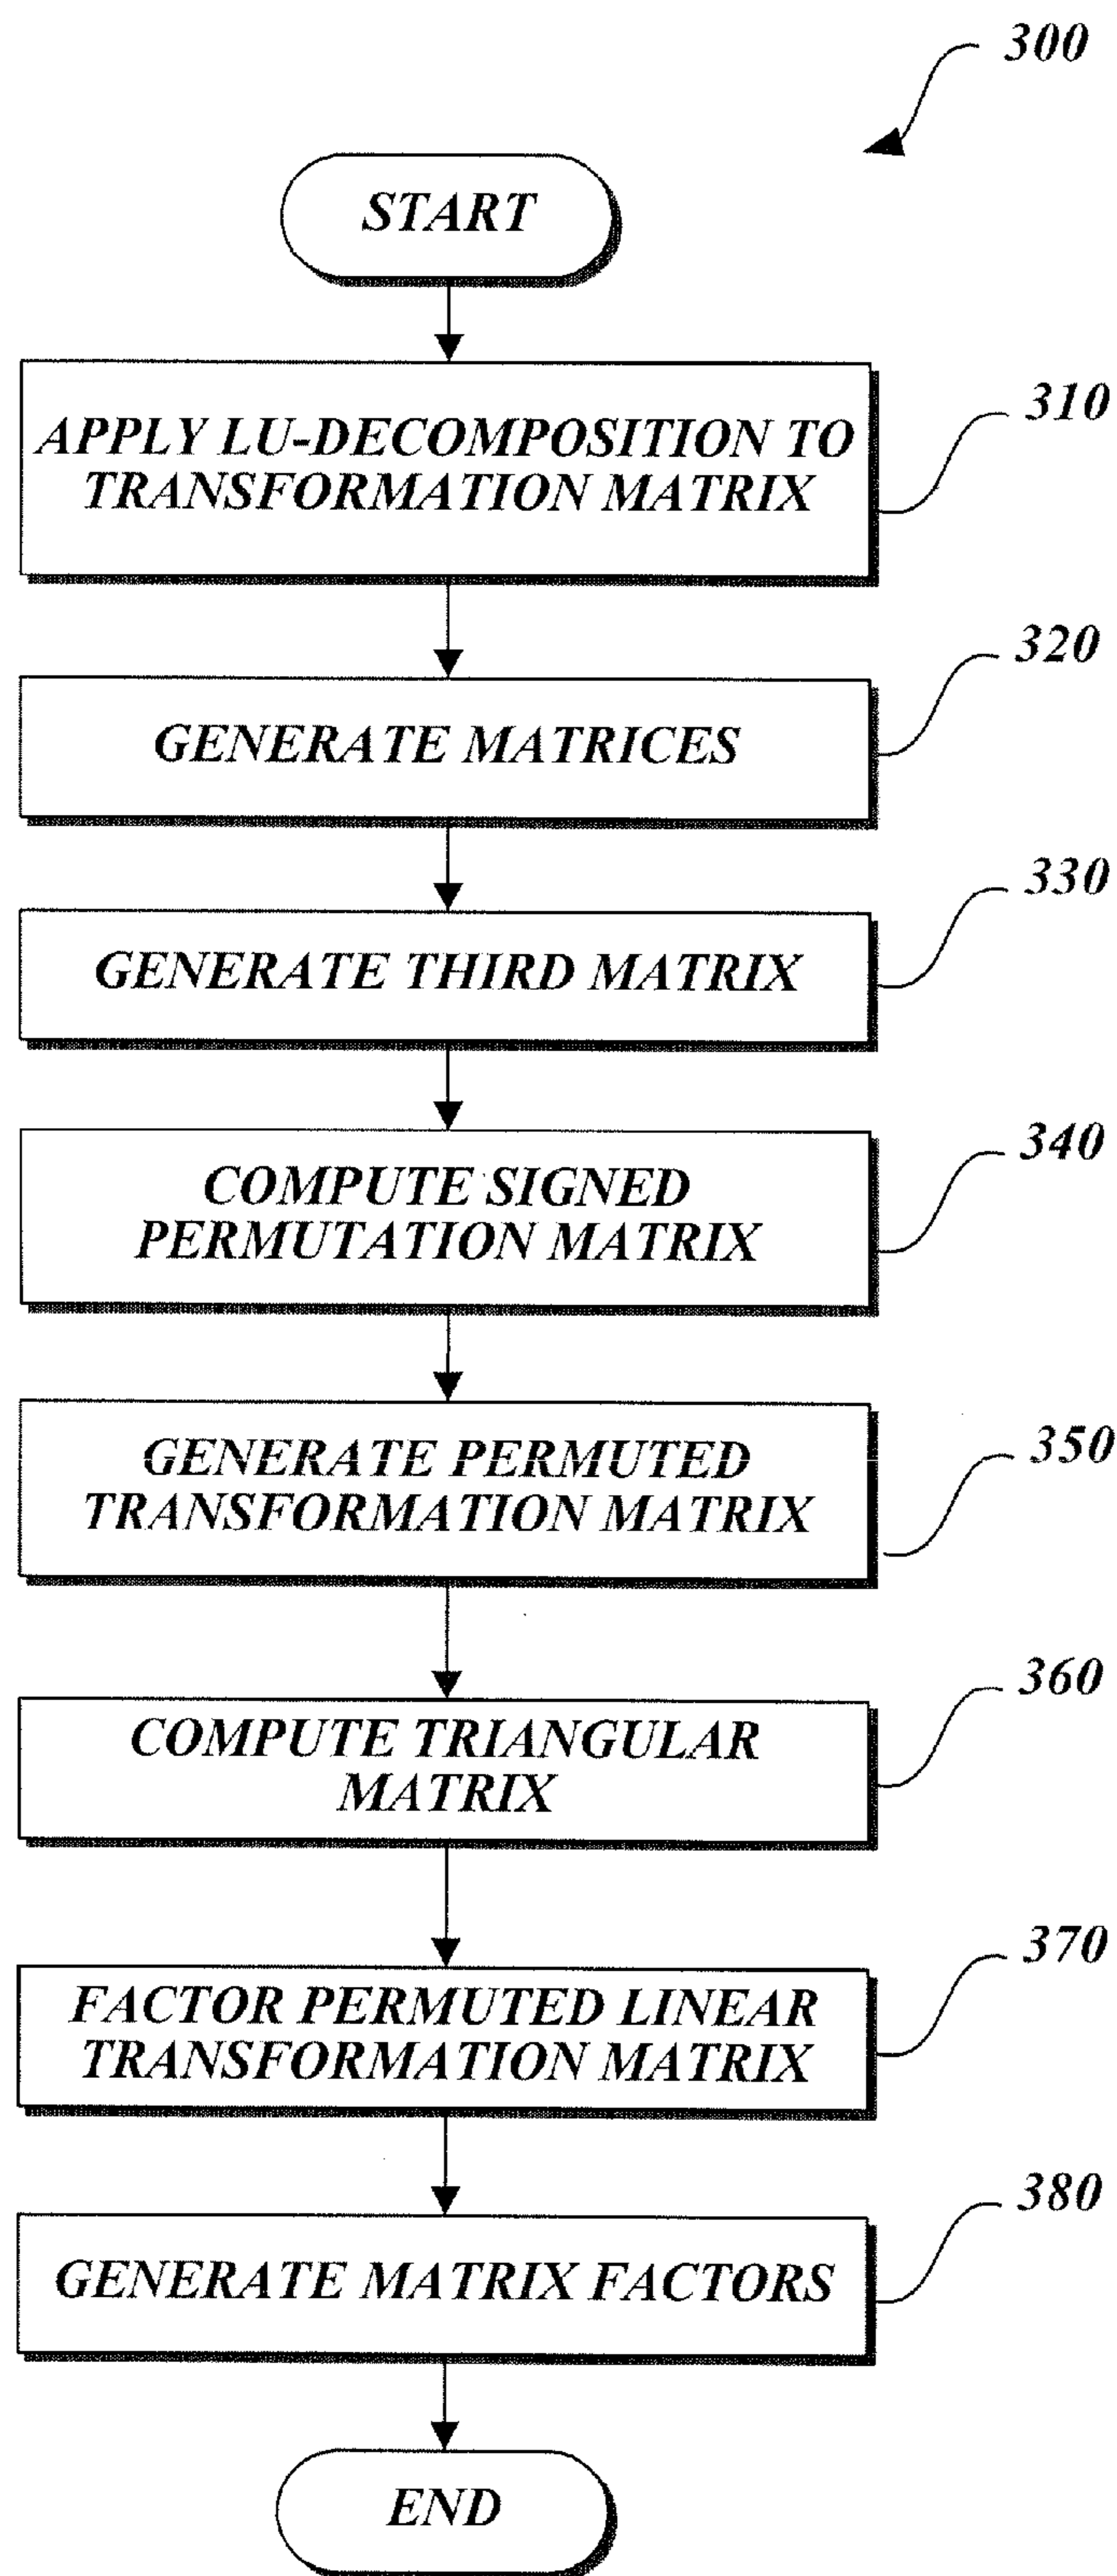 300
START
310
APPLY LU-DECOMPOSITION TO
TRANSFORMATION MATRIX
320
GENERATE MATRICES
330
GENERATE THIRD MATRIX
340
COMPUTE SIGNED
PERMUTATION MATRIX
350
GENERATE PERMUTED
TRANSFORMATION MATRIX
360
COMPUTE TRIANGULAR
MATRIX
370
FACTOR PERMUTED LINEAR
TRANSFORMATION MATRIX
380
GENERATE MATRIX FACTORS
END